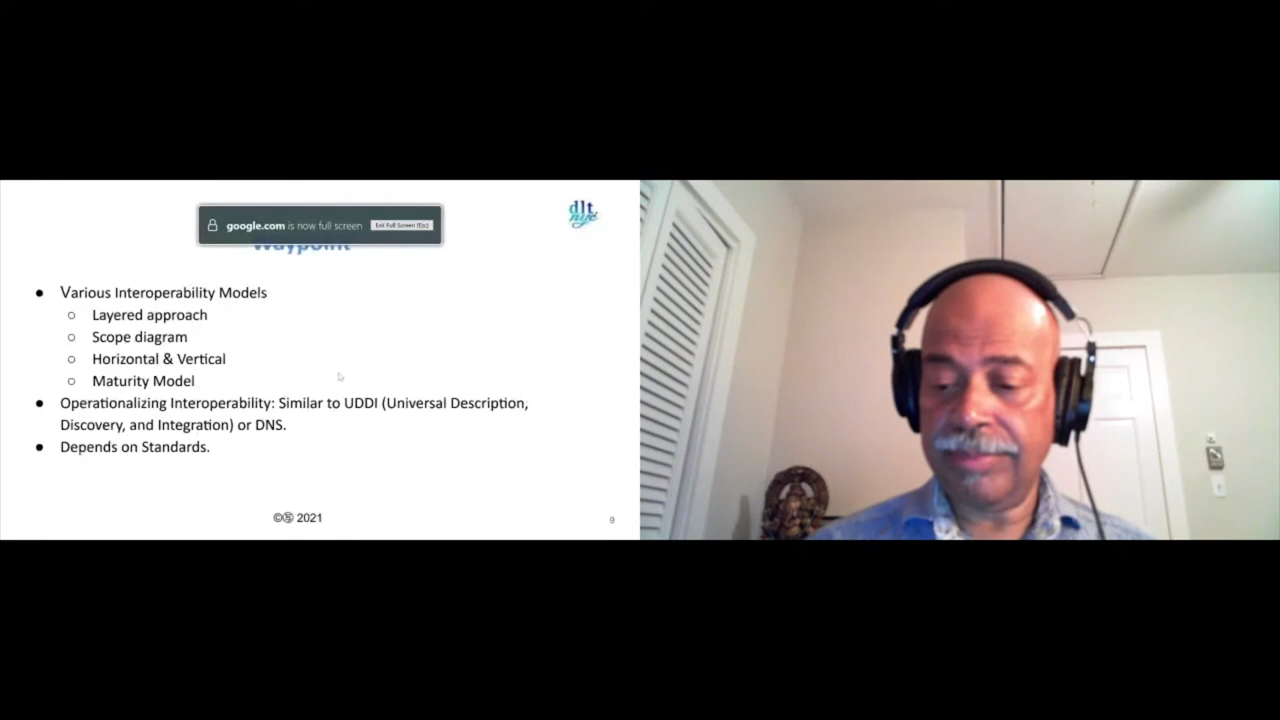 dlt
nyc
google.com is now full screen Exit Full Screen (Esc)
Waypoint
● Various Interoperability Models
○ Layered approach
○ Scope diagram
○ Horizontal & Vertical
○ Maturity Model
● Operationalizing Interoperability: Similar to UDDI (Universal Description,
Discovery, and Integration) or DNS.
● Depends on Standards.
2021
9